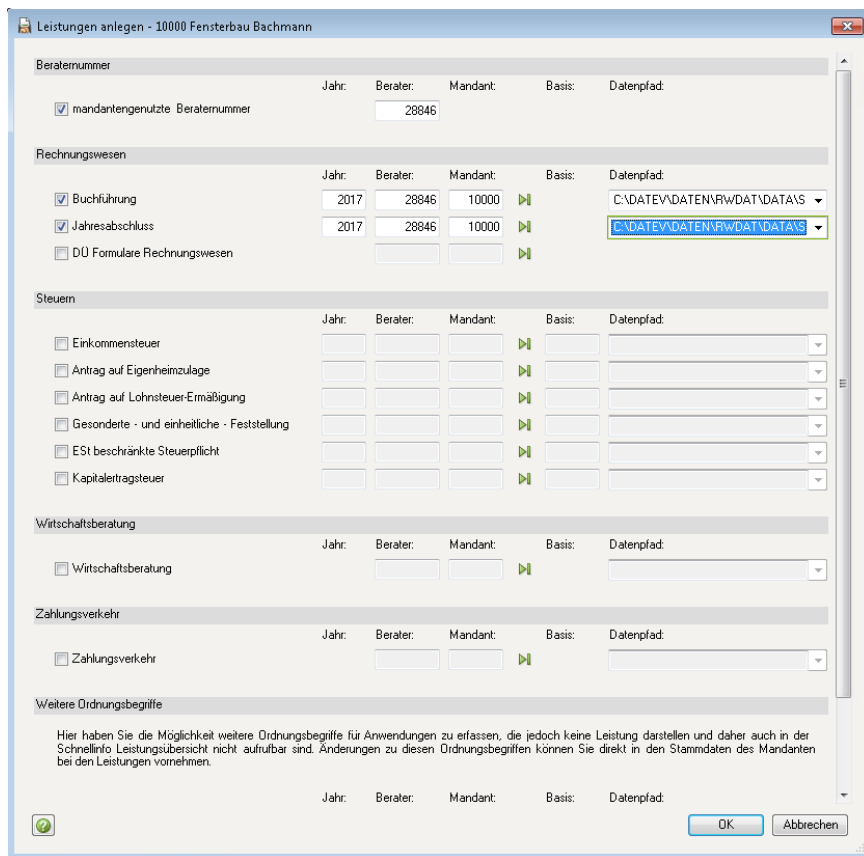 Leistungen anlegen - 10000 Fensterbau Bachmann
Beraternummer
Jahr: Berater: Mandant: Basis: Datenpfad:
mandantengenutzte Beraternummer 28846
Rechnungswesen
Jahr: Berater: Mandant: Basis: Datenpfad:
Buchführung 2017 28846 10000 C:\DATEV\DATEN\RWDAT\DATA\S
Jahresabschluss 2017 28846 10000 C:\DATEV\DATEN\RWDAT\DATA\S
DÜ Formulare Rechnungswesen
Steuern
Jahr: Berater: Mandant: Basis: Datenpfad:
Einkommensteuer
Antrag auf Eigenheimzulage
Antrag auf Lohnsteuer-Ermäßigung
Gesonderte - und einheitliche - Feststellung
ESt beschränkte Steuerpflicht
Kapitalertragsteuer
Wirtschaftsberatung
Jahr: Berater: Mandant: Basis: Datenpfad:
Wirtschaftsberatung
Zahlungsverkehr
Jahr: Berater: Mandant: Basis: Datenpfad:
Zahlungsverkehr
Weitere Ordnungsbegriffe
Hier haben Sie die Möglichkeit weitere Ordnungsbegriffe für Anwendungen zu erfassen, die jedoch keine Leistung darstellen und daher auch in der
Schnellinfo Leistungsübersicht nicht aufrufbar sind. Änderungen zu diesen Ordnungsbegriffen können Sie direkt in den Stammdaten des Mandanten
bei den Leistungen vornehmen.
Jahr: Berater: Mandant: Basis: Datenpfad:
OK Abbrechen